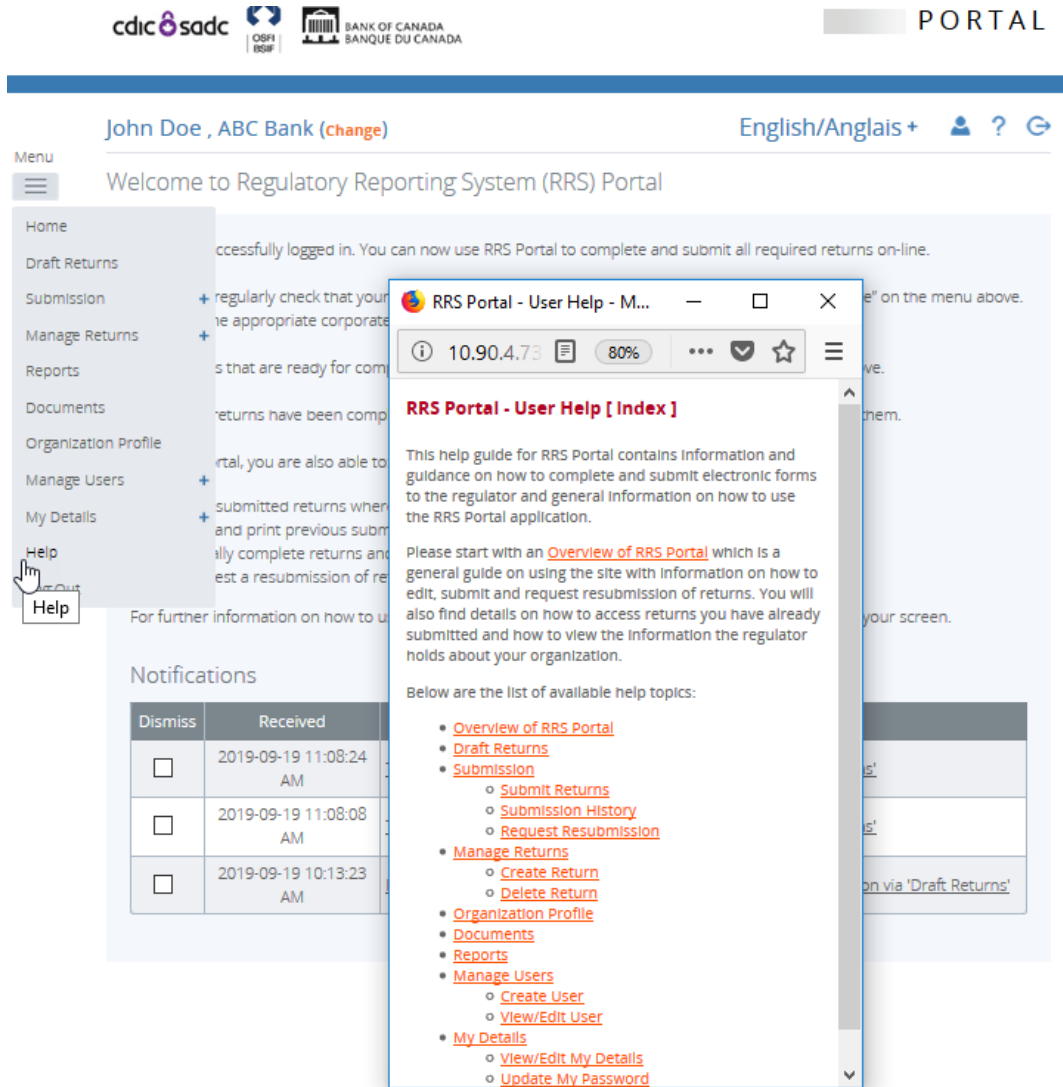 cdic sadc
OSFI
BSIF
BANK OF CANADA
BANQUE DU CANADA
PORTAL
John Doe , ABC Bank (Change)
English/Anglais +
?
Menu
Welcome to Regulatory Reporting System (RRS) Portal
Home
Draft Returns
Submission +
Manage Returns +
Reports
Documents
Organization Profile
Manage Users +
My Details +
Help
Help
ccessfully logged in. You can now use RRS Portal to complete and submit all required returns on-line.
regularly check that your
e" on the menu above.
he appropriate corporate
s that are ready for com
ve.
returns have been comp
them.
rtal, you are also able to
submitted returns wher
and print previous subm
ally complete returns and
est a resubmission of re
For further information on how to u
your screen.
Notifications
Dismiss Received
2019-09-19 11:08:24
AM
s'
2019-09-19 11:08:08
AM
s'
2019-09-19 10:13:23
AM
on via 'Draft Returns'
RRS Portal - User Help - M...
10.90.4.73
80%
RRS Portal - User Help [ Index ]
This help guide for RRS Portal contains information and
guidance on how to complete and submit electronic forms
to the regulator and general information on how to use
the RRS Portal application.
Please start with an Overview of RRS Portal which is a
general guide on using the site with information on how to
edit, submit and request resubmission of returns. You will
also find details on how to access returns you have already
submitted and how to view the information the regulator
holds about your organization.
Below are the list of available help topics:
Overview of RRS Portal
Draft Returns
Submission
Submit Returns
Submission History
Request Resubmission
Manage Returns
Create Return
Delete Return
Organization Profile
Documents
Reports
Manage Users
Create User
View/Edit User
My Details
View/Edit My Details
Update My Password